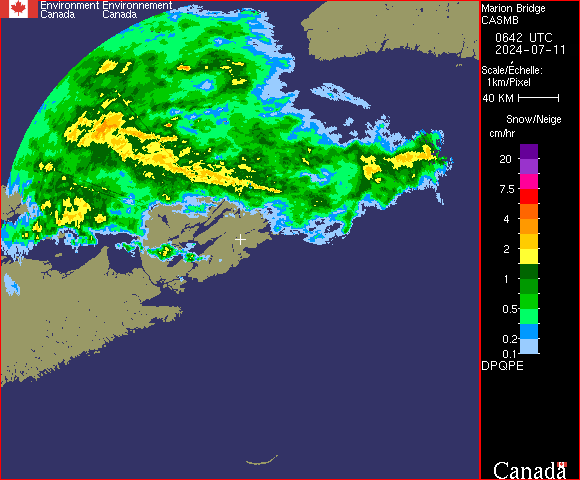 Environment Environnement
Canada Canada
Marion Bridge
CASMB
0642 UTC
2024-07-11
Scale/Echelle:
1km/Pixel
40 KM
Snow/Neige
cm/hr
20
7.5
4
2
1
0.5
0.2
0.1
DPQPE
Canada